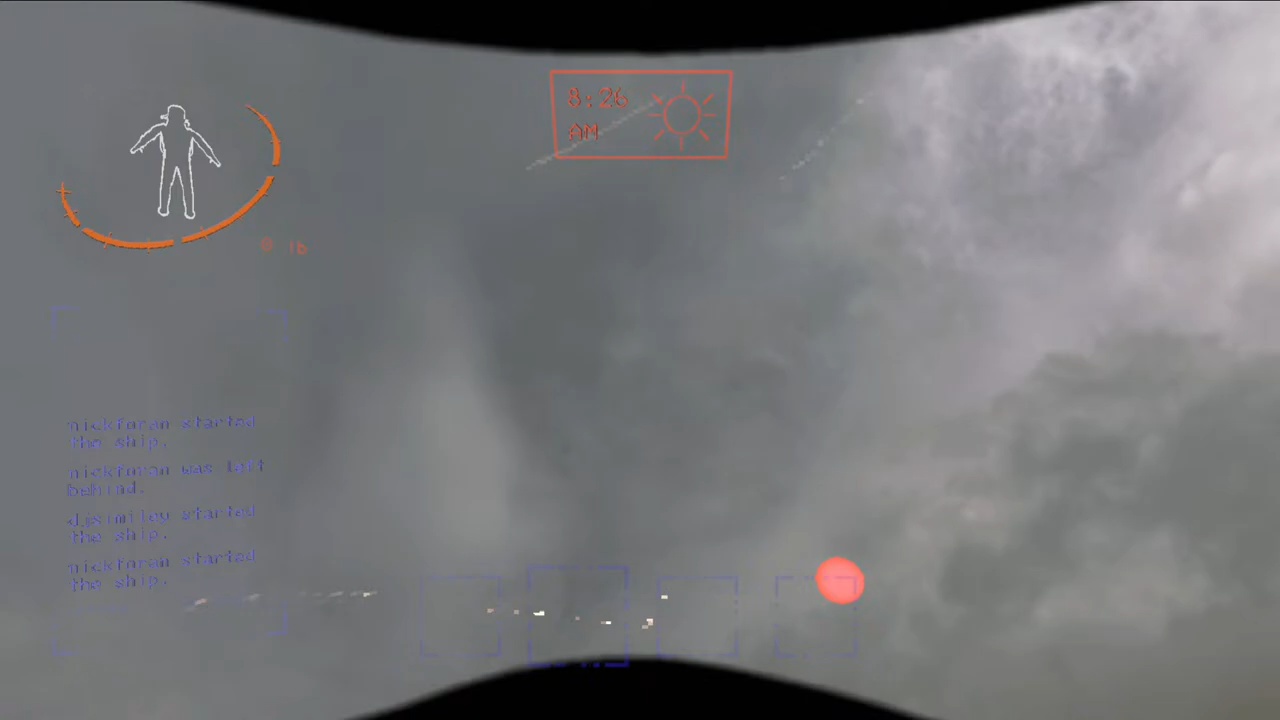 8:26
AM
0 lb
nickforan started
the ship.
nickforan was left
behind.
djsimiley started
the ship.
nickforan started
the ship.